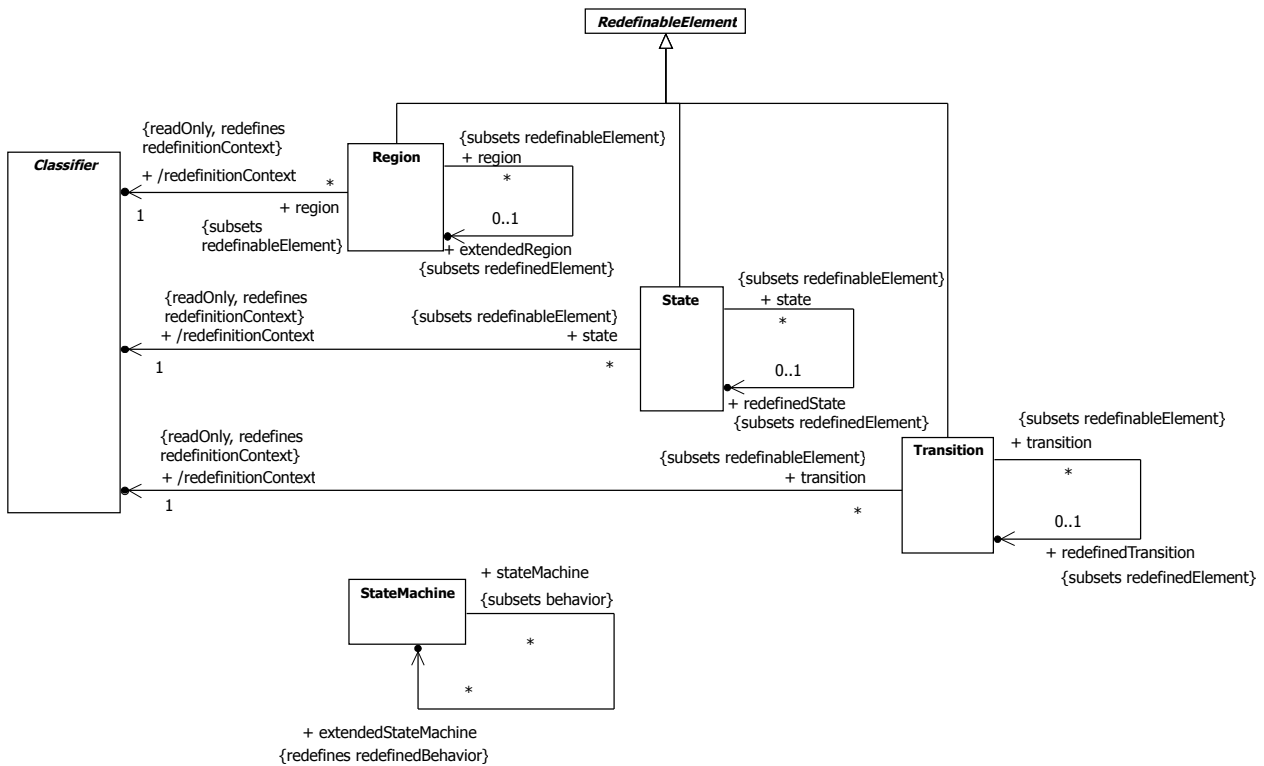 RedefinableElement
{readOnly, redefines
redefinitionContext}
+ /redefinitionContext
1
Classifier
*
+ region
{subsets
redefinableElement}
Region
{subsets redefinableElement}
+ region
*
0..1
+ extendedRegion
{subsets redefinedElement}
{readOnly, redefines
redefinitionContext}
+ /redefinitionContext
1
{subsets redefinableElement}
+ state
*
State
{subsets redefinableElement}
+ state
*
0..1
+ redefinedState
{subsets redefinedElement}
{readOnly, redefines
redefinitionContext}
+ /redefinitionContext
1
{subsets redefinableElement}
+ transition
*
Transition
{subsets redefinableElement}
+ transition
*
0..1
+ redefinedTransition
{subsets redefinedElement}
StateMachine
+ stateMachine
{subsets behavior}
*
*
+ extendedStateMachine
{redefines redefinedBehavior}